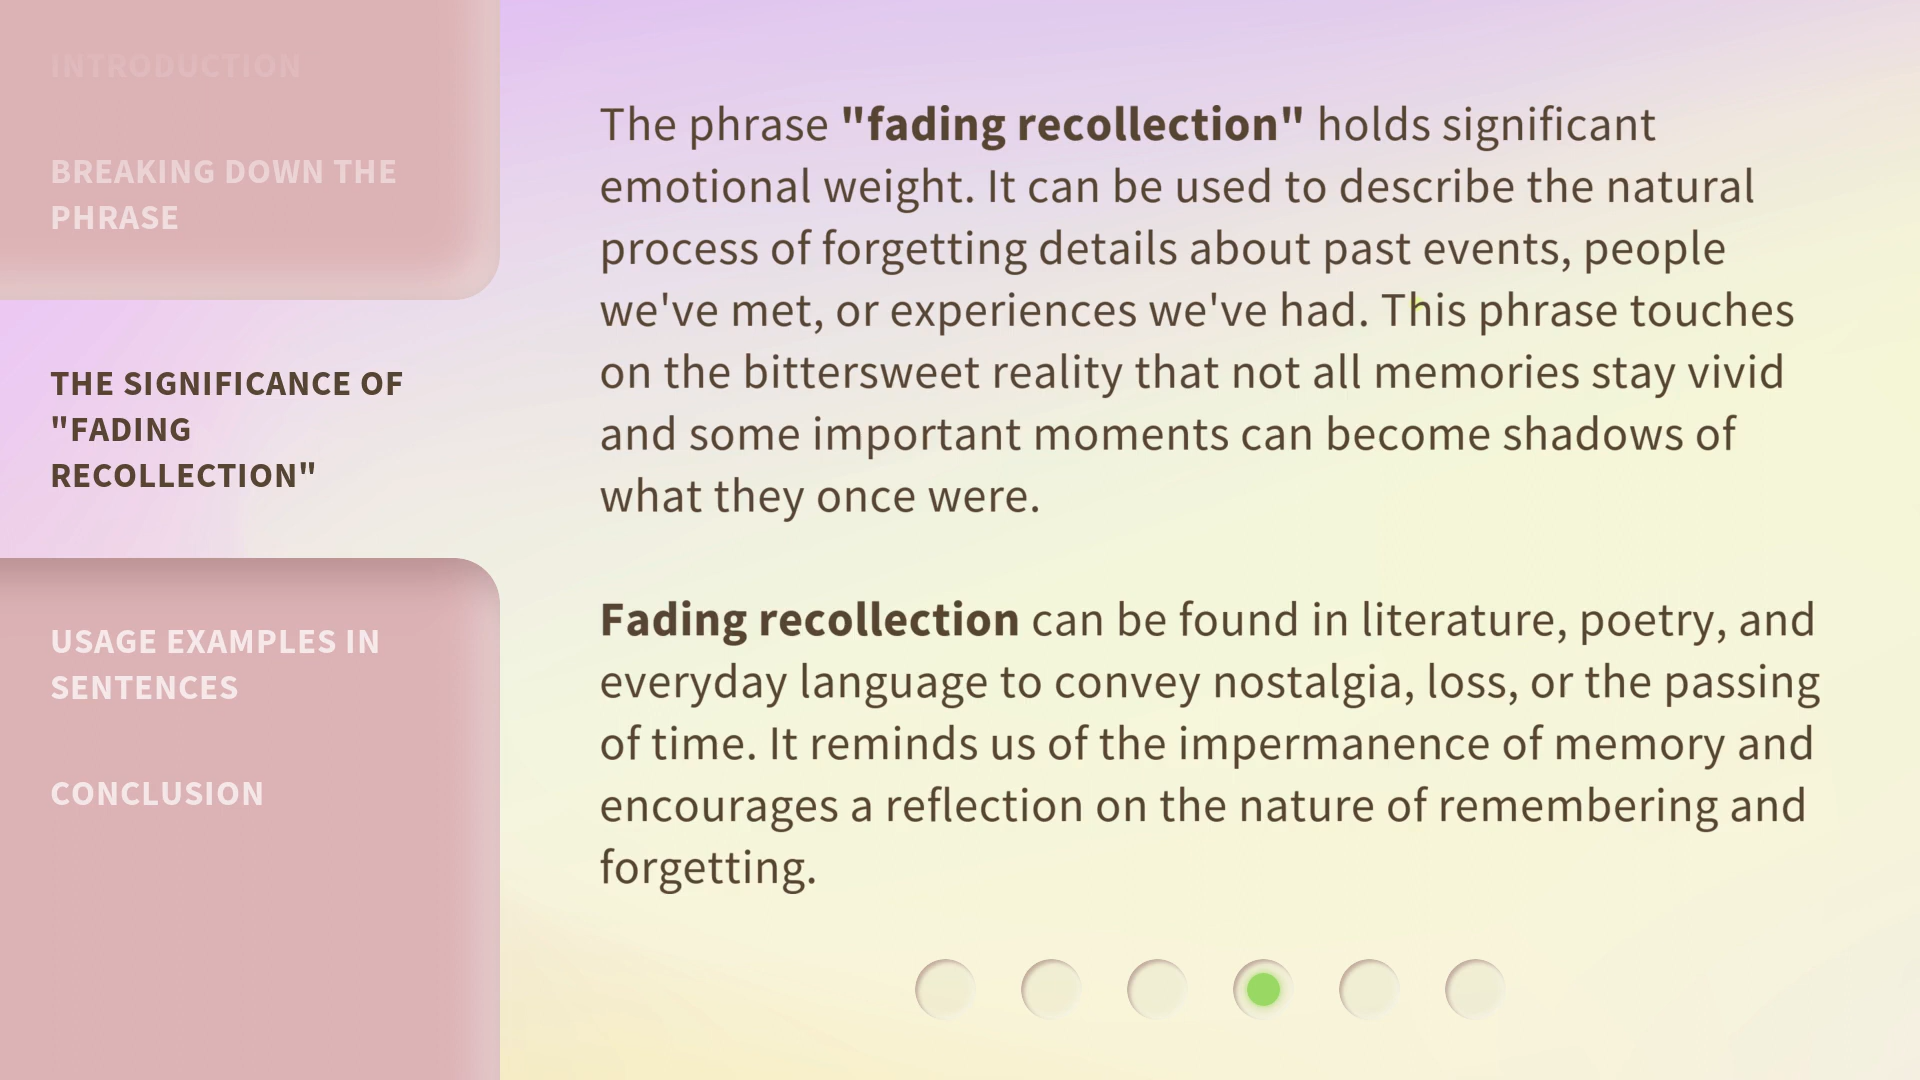 INTRODUCTION
BREAKING DOWN THE
PHRASE
THE SIGNIFICANCE OF
"FADING
RECOLLECTION"
USAGE EXAMPLES IN
SENTENCES
CONCLUSION
The phrase "fading recollection" holds significant
emotional weight. It can be used to describe the natural
process of forgetting details about past events, people
we've met, or experiences we've had. This phrase touches
on the bittersweet reality that not all memories stay vivid
and some important moments can become shadows of
what they once were.
Fading recollection can be found in literature, poetry, and
everyday language to convey nostalgia, loss, or the passing
of time. It reminds us of the impermanence of memory and
encourages a reflection on the nature of remembering and
forgetting.